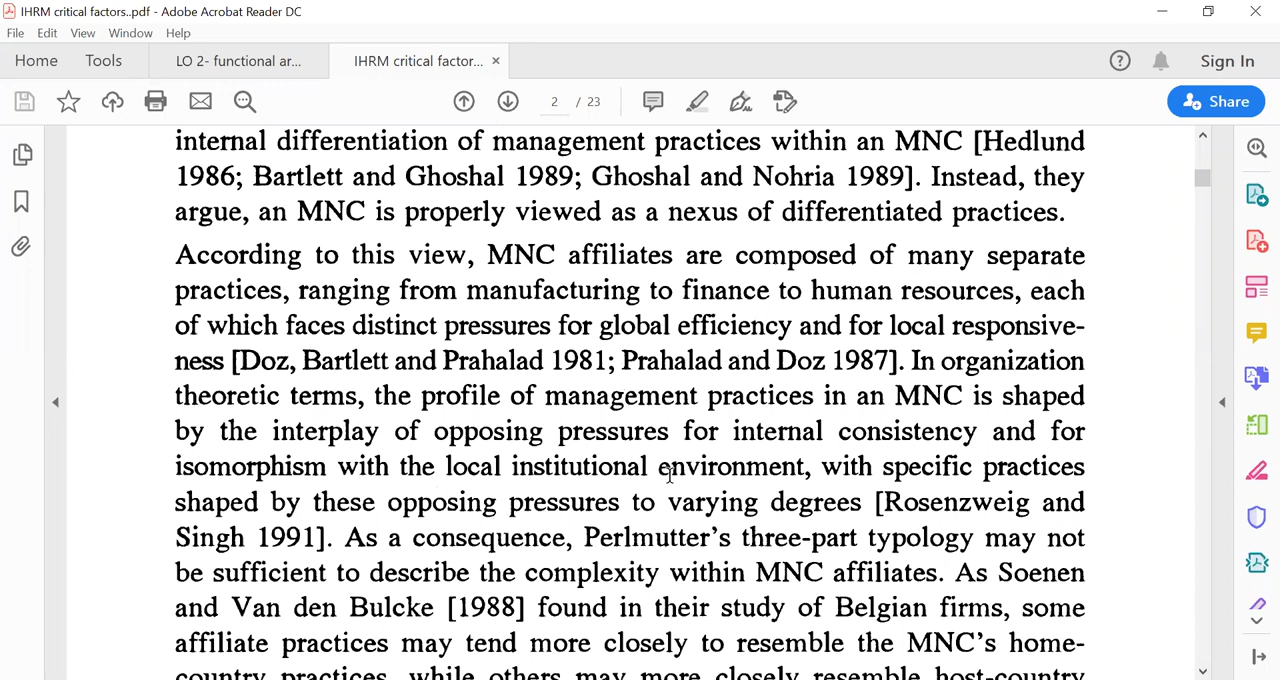 IHRM critical factors..pdf - Adobe Acrobat Reader DC
File Edit View Window Help
Home Tools LO 2- functional ar... IHRM critical factor... × ? Sign In
2 / 23 Share
internal differentiation of management practices within an MNC [Hedlund
1986; Bartlett and Ghoshal 1989; Ghoshal and Nohria 1989]. Instead, they
argue, an MNC is properly viewed as a nexus of differentiated practices.
According to this view, MNC affiliates are composed of many separate
practices, ranging from manufacturing to finance to human resources, each
of which faces distinct pressures for global efficiency and for local responsive-
ness [Doz, Bartlett and Prahalad 1981; Prahalad and Doz 1987]. In organization
theoretic terms, the profile of management practices in an MNC is shaped
by the interplay of opposing pressures for internal consistency and for
isomorphism with the local institutional environment, with specific practices
shaped by these opposing pressures to varying degrees [Rosenzweig and
Singh 1991]. As a consequence, Perlmutter's three-part typology may not
be sufficient to describe the complexity within MNC affiliates. As Soenen
and Van den Bulcke [1988] found in their study of Belgian firms, some
affiliate practices may tend more closely to resemble the MNC's home-
country practices, while others may more closely resemble host-country